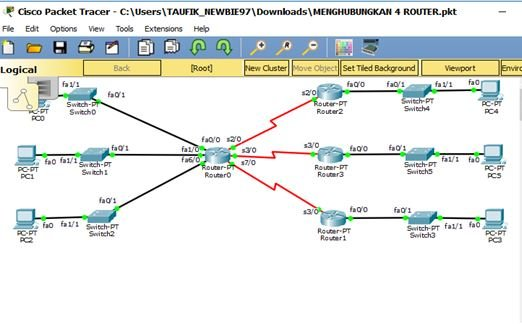 Cisco Packet Tracer - C:\Users\TAUFIK_NEWBIE97\Downloads\MENGHUBUNGKAN 4 ROUTER.pkt
File Edit Options View Tools Extensions Help
Logical Back [Root] New Cluster Move Object Set Tiled Background Viewport Enviro
fa1/1 fa0/1
Switch-PT
Switch0
PC-PT
PC0
s2/0 fa0/0 fa0/1 fa1/1 fa0
Router-PT
Router2
Switch-PT
Switch4
PC-PT
PC4
fa0 fa1/1 fa0/1
PC-PT
PC1
Switch-PT
Switch1
fa0/0 s2/0
fa1/0 s3/0
fa6/0 s7/0
Router-PT
Router0
s3/0 fa0/0 fa0/1 fa1/1 fa0
Router-PT
Router3
Switch-PT
Switch5
PC-PT
PC5
fa0 fa1/1 fa0/1
PC-PT
PC2
Switch-PT
Switch2
s3/0 fa0/0 fa0/1 fa1/1 fa0
Router-PT
Router1
Switch-PT
Switch3
PC-PT
PC3